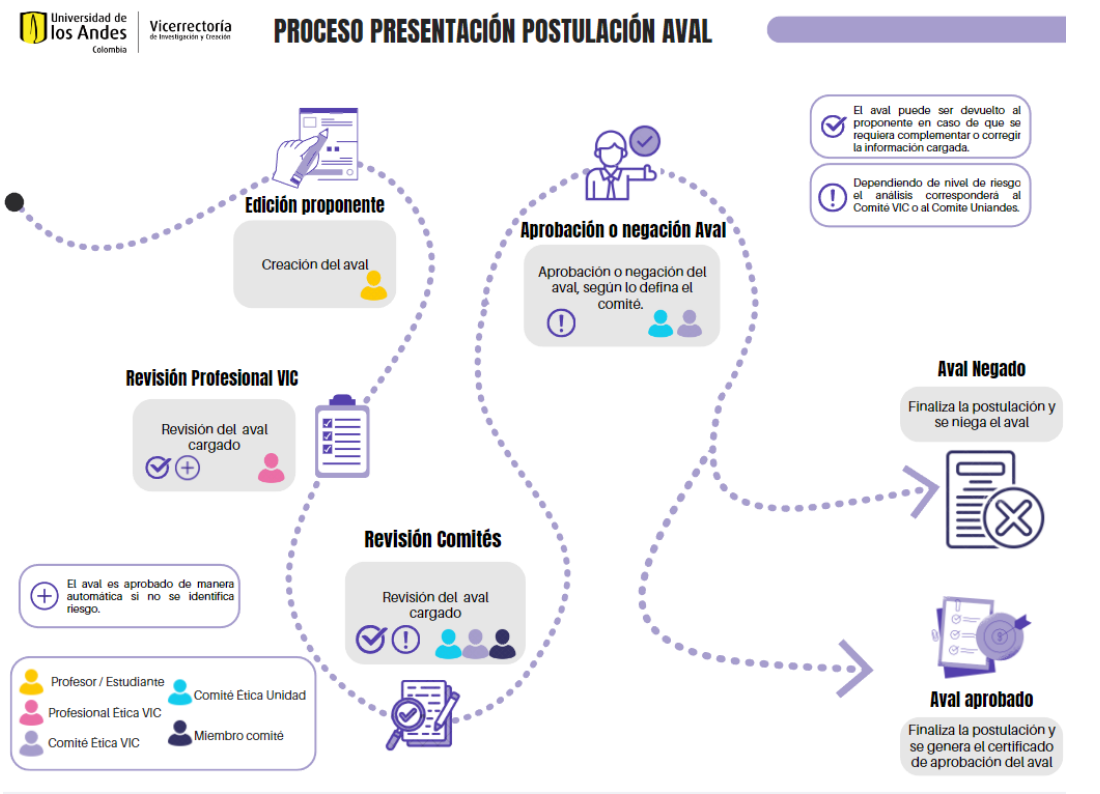 Universidad de
los Andes
Colombia
Vicerrectoría
de Investigación y Creación
PROCESO PRESENTACIÓN POSTULACIÓN AVAL
El aval puede ser devuelto al
proponente en caso de que se
requiera complementar o corregir
la información cargada.
Dependiendo de nivel de riesgo
el análisis corresponderá al
Comité VIC o al Comite Uniandes.
Edición proponente
Creación del aval
Aprobación o negación Aval
Aprobación o negación del
aval, según lo defina el
comité.
Revisión Profesional VIC
Revisión del aval
cargado
Aval Negado
Finaliza la postulación y
se niega el aval
Revisión Comités
Revisión del aval
cargado
El aval es aprobado de manera
automática si no se identifica
riesgo.
Profesor / Estudiante
Profesional Ética VIC
Comité Ética VIC
Comité Ética Unidad
Miembro comité
Aval aprobado
Finaliza la postulación y
se genera el certificado
de aprobación del aval